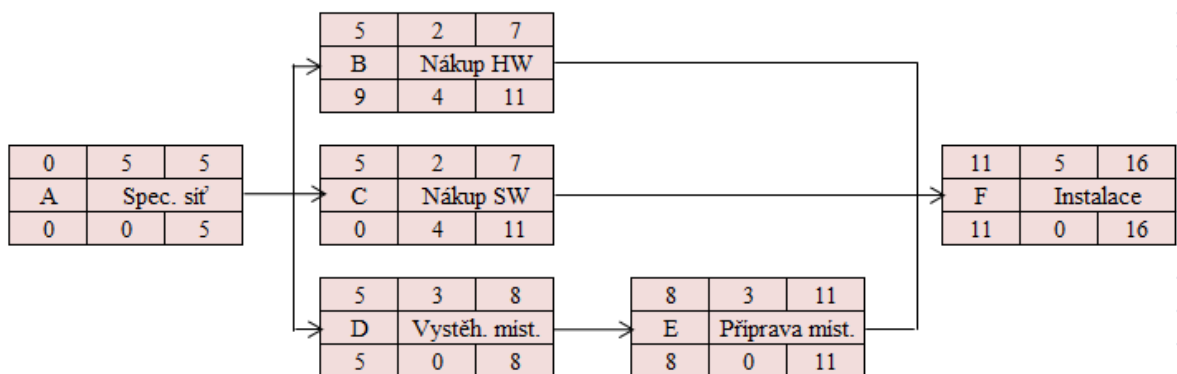 5 2 7
B Nákup HW
9 4 11
0 5 5
A Spec. síť
0 0 5
5 2 7
C Nákup SW
0 4 11
11 5 16
F Instalace
11 0 16
5 3 8
D Vystěh. míst.
5 0 8
8 3 11
E Příprava míst.
8 0 11